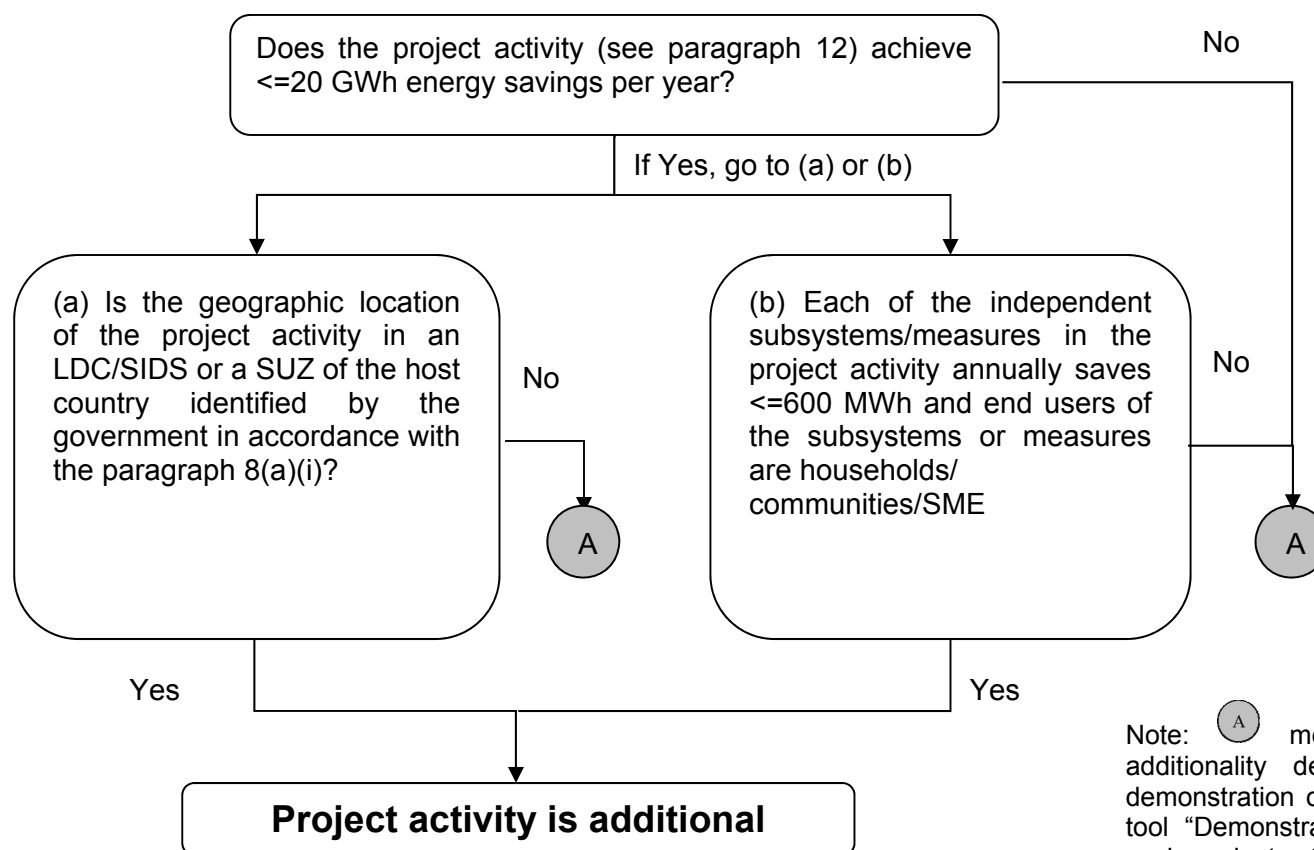 Does the project activity (see paragraph 12) achieve
<=20 GWh energy savings per year?
No
If Yes, go to (a) or (b)
(a) Is the geographic location
of the project activity in an
LDC/SIDS or a SUZ of the host
country identified by the
government in accordance with
the paragraph 8(a)(i)?
No
A
(b) Each of the independent
subsystems/measures in the
project activity annually saves
<=600 MWh and end users of
the subsystems or measures
are households/
communities/SME
No
A
Yes
Yes
Project activity is additional
Note: A
additionality
demonstration
tool